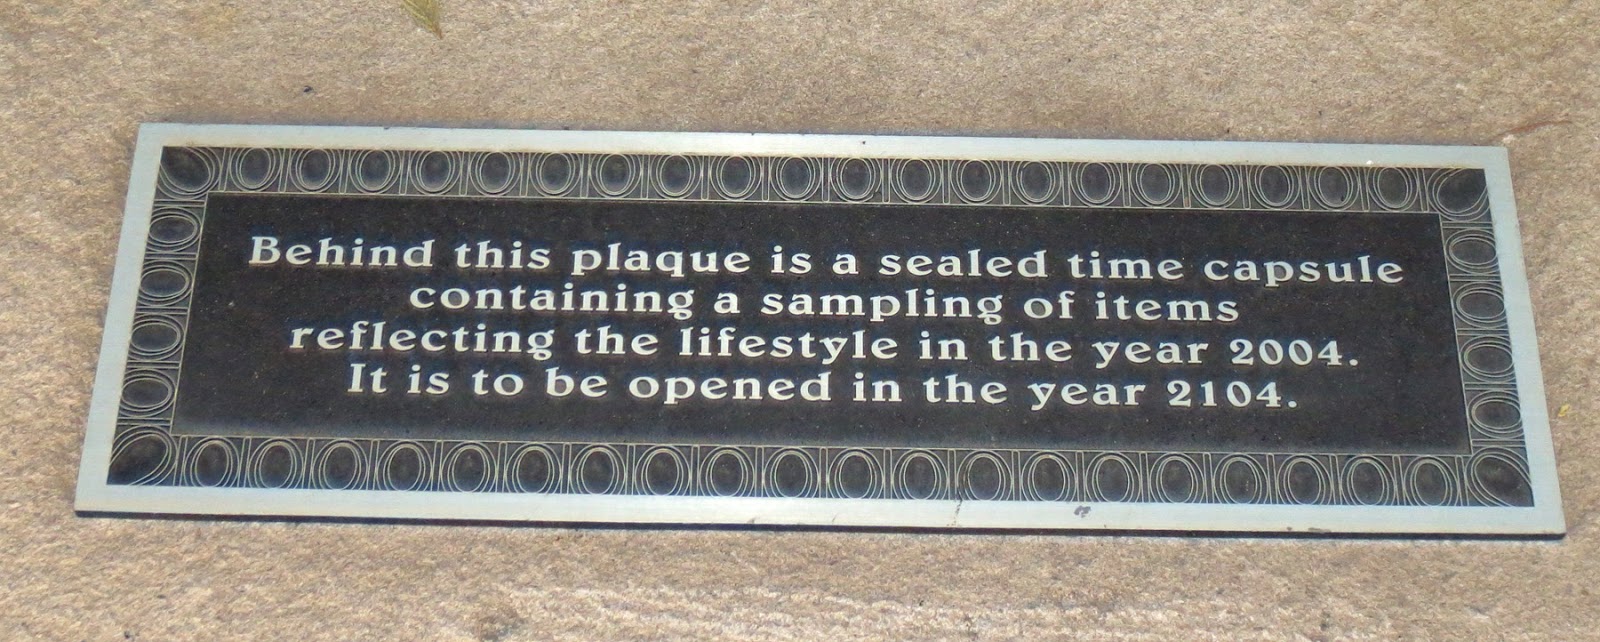 Behind this plaque is a sealed time capsule
containing a sampling of items
reflecting the lifestyle in the year 2004.
It is to be opened in the year 2104.